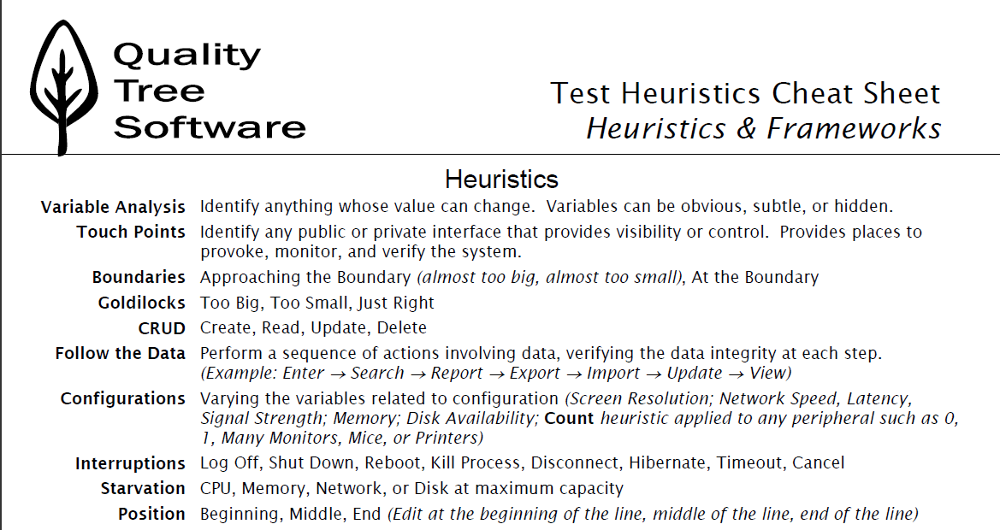 Quality
Tree
Software
Test Heuristics Cheat Sheet
Heuristics & Frameworks
Heuristics
Variable Analysis Identify anything whose value can change. Variables can be obvious, subtle, or hidden.
Touch Points Identify any public or private interface that provides visibility or control. Provides places to
provoke, monitor, and verify the system.
Boundaries Approaching the Boundary (almost too big, almost too small), At the Boundary
Goldilocks Too Big, Too Small, Just Right
CRUD Create, Read, Update, Delete
Follow the Data Perform a sequence of actions involving data, verifying the data integrity at each step.
(Example: Enter → Search → Report → Export → Import → Update → View)
Configurations Varying the variables related to configuration (Screen Resolution; Network Speed, Latency,
Signal Strength; Memory; Disk Availability; Count heuristic applied to any peripheral such as 0,
1, Many Monitors, Mice, or Printers)
Interruptions Log Off, Shut Down, Reboot, Kill Process, Disconnect, Hibernate, Timeout, Cancel
Starvation CPU, Memory, Network, or Disk at maximum capacity
Position Beginning, Middle, End (Edit at the beginning of the line, middle of the line, end of the line)